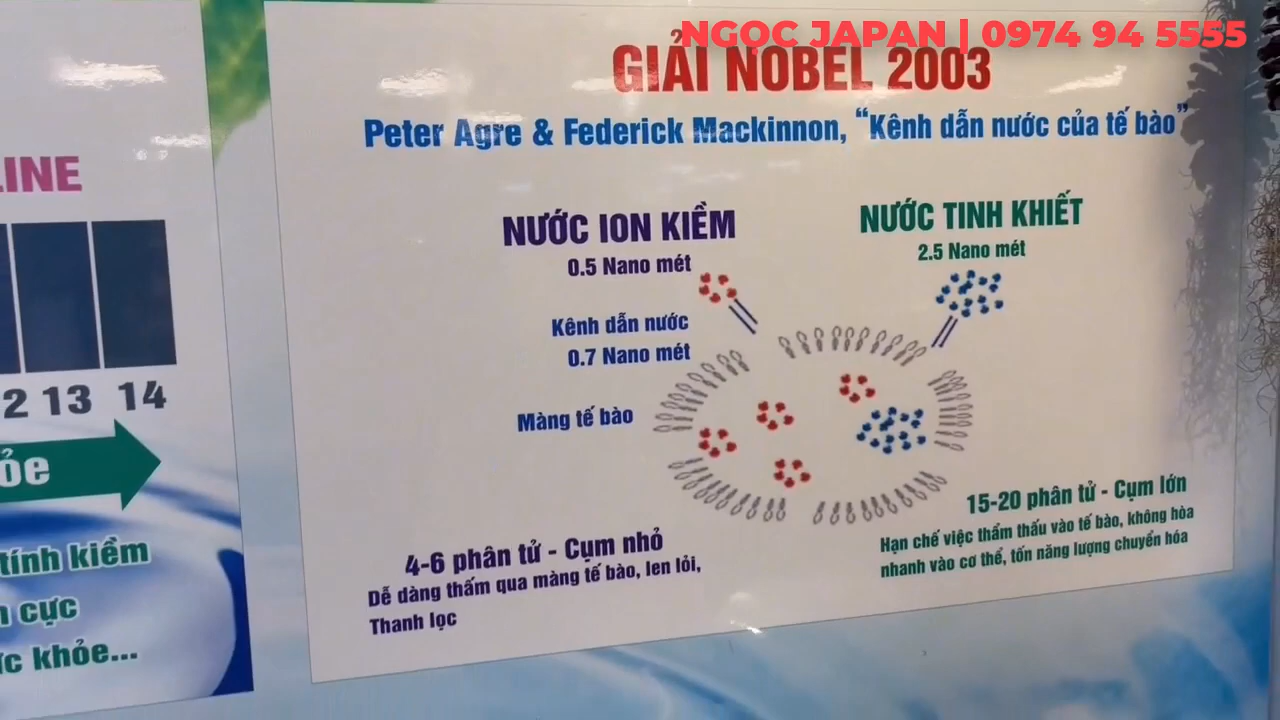 NGỌC JAPAN | 0974 94 5555
GIẢI NOBEL 2003
Peter Agre & Federick Mackinnon, “Kênh dẫn nước của tế bào”
LINE
NƯỚC ION KIỀM
0.5 Nano mét
NƯỚC TINH KHIẾT
2.5 Nano mét
Kênh dẫn nước
0.7 Nano mét
Màng tế bào
2 13 14
ỏe
tính kiềm
cực
khỏe...
4-6 phân tử - Cụm nhỏ
Dễ dàng thấm qua màng tế bào, len lỏi,
Thanh lọc
15-20 phân tử - Cụm lớn
Hạn chế việc thẩm thấu vào tế bào, không hòa
nhanh vào cơ thể, tốn năng lượng chuyển hóa